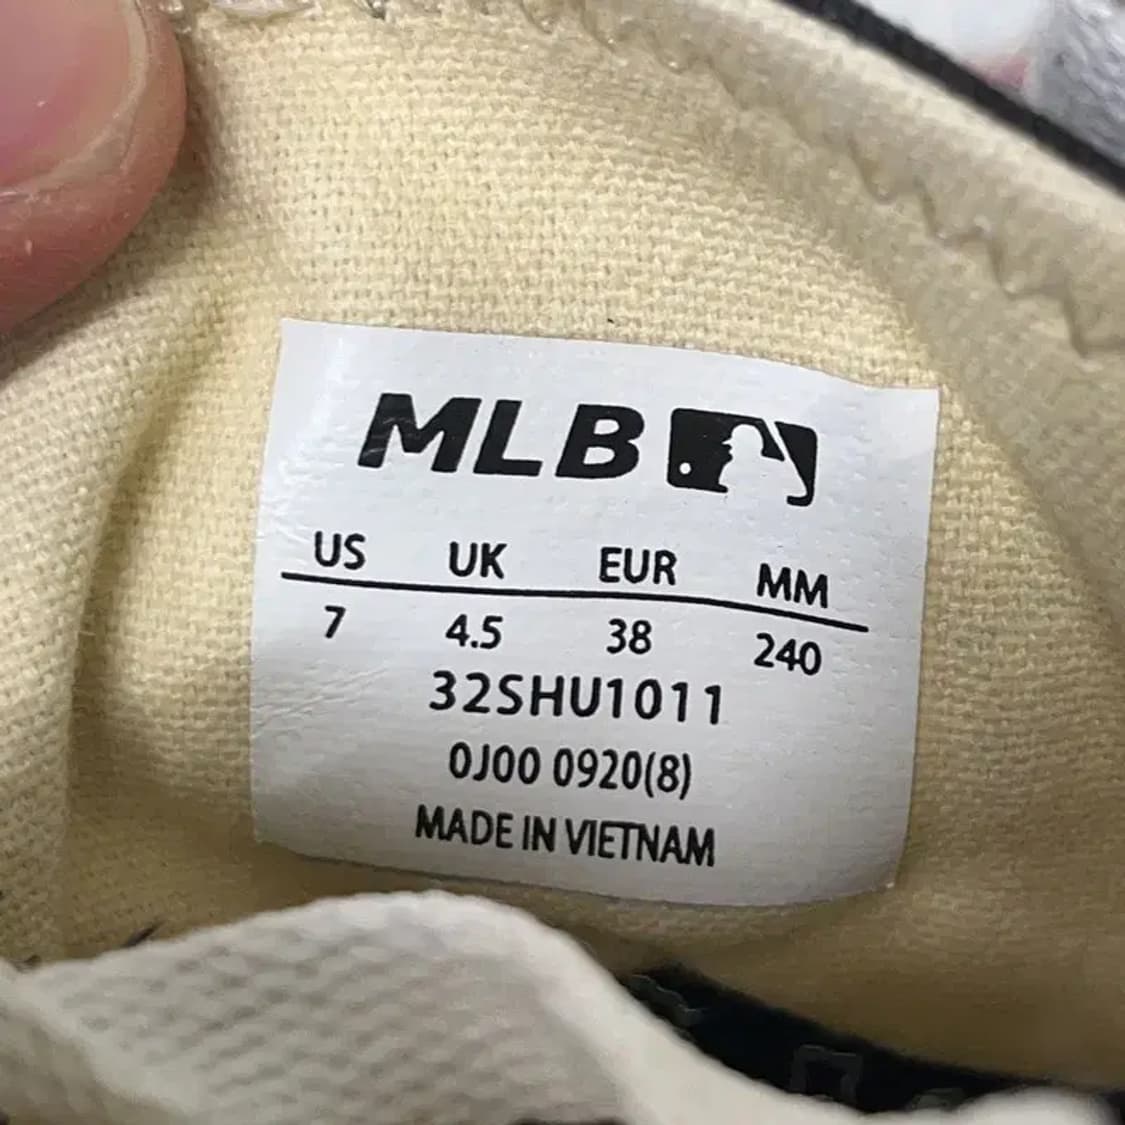 MLB
US UK EUR MM
7 4.5 38 240
32SHU1011
0J00 0920(8)
MADE IN VIETNAM